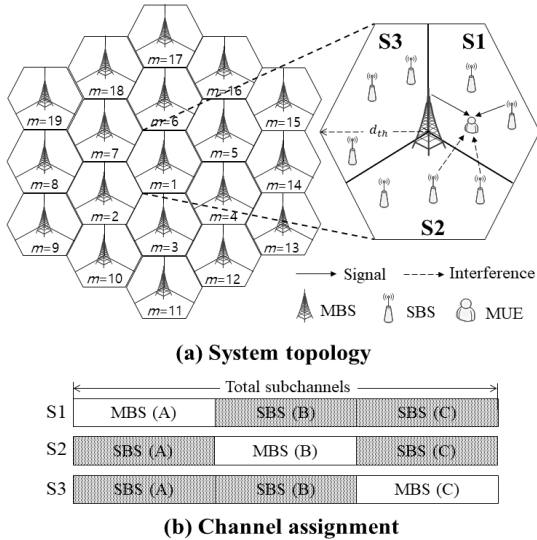 m=17
m=18
m=16
m=19
m=6
m=15
m=7
m=5
m=8
m=1
m=14
m=2
m=4
m=9
m=3
m=13
m=10
m=12
m=11
S3
S1
d_th
S2
Signal
Interference
MBS
SBS
MUE
(a) System topology
Total subchannels
S1 MBS (A) SBS (B) SBS (C)
S2 SBS (A) MBS (B) SBS (C)
S3 SBS (A) SBS (B) MBS (C)
(b) Channel assignment